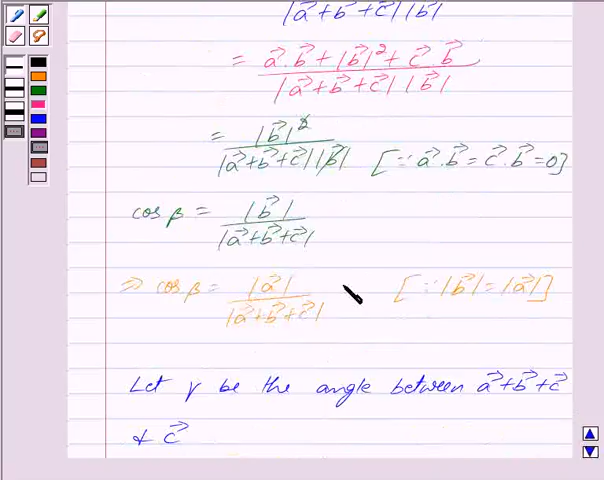 |a⃗+b⃗+c⃗||b⃗|
= a⃗.b⃗+|b⃗|²+c⃗.b⃗ / |a⃗+b⃗+c⃗||b⃗|
= |b⃗|² / |a⃗+b⃗+c⃗||b⃗| [∵ a⃗.b⃗=c⃗.b⃗=0]
cos β = |b⃗| / |a⃗+b⃗+c⃗|
⇒ cos β = |a⃗| / |a⃗+b⃗+c⃗| [∵ |b⃗|=|a⃗|]
Let γ be the angle between a⃗+b⃗+c⃗
& c⃗